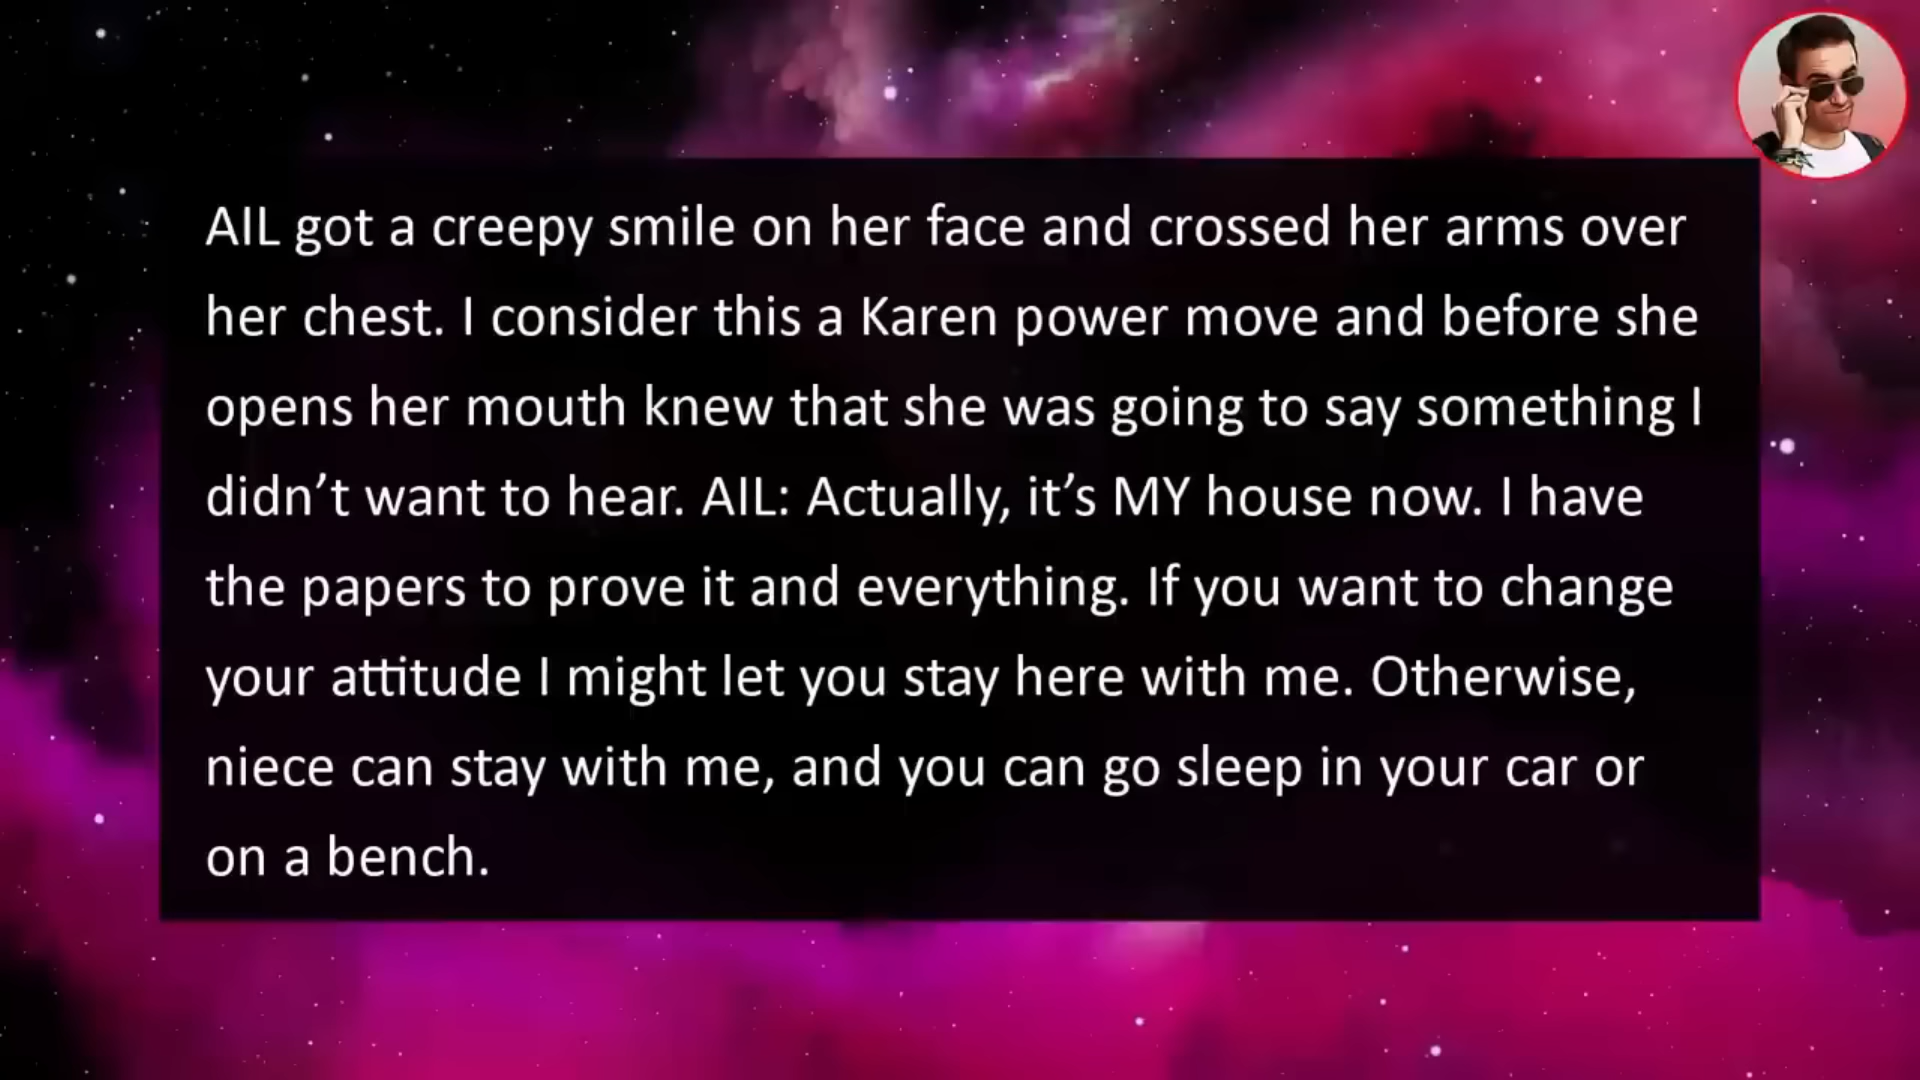 AIL got a creepy smile on her face and crossed her arms over
her chest. I consider this a Karen power move and before she
opens her mouth knew that she was going to say something I
didn’t want to hear. AIL: Actually, it’s MY house now. I have
the papers to prove it and everything. If you want to change
your attitude I might let you stay here with me. Otherwise,
niece can stay with me, and you can go sleep in your car or
on a bench.